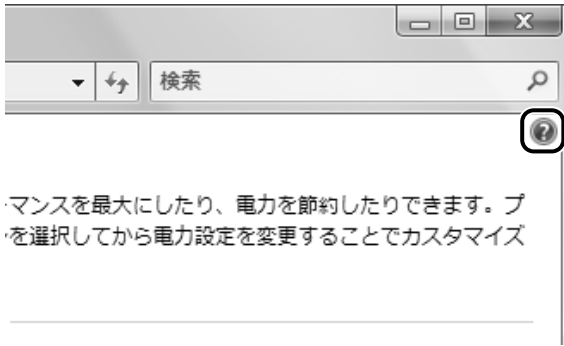 検索
マンスを最大にしたり、電力を節約したりできます。プ
を選択してから電力設定を変更することでカスタマイズ